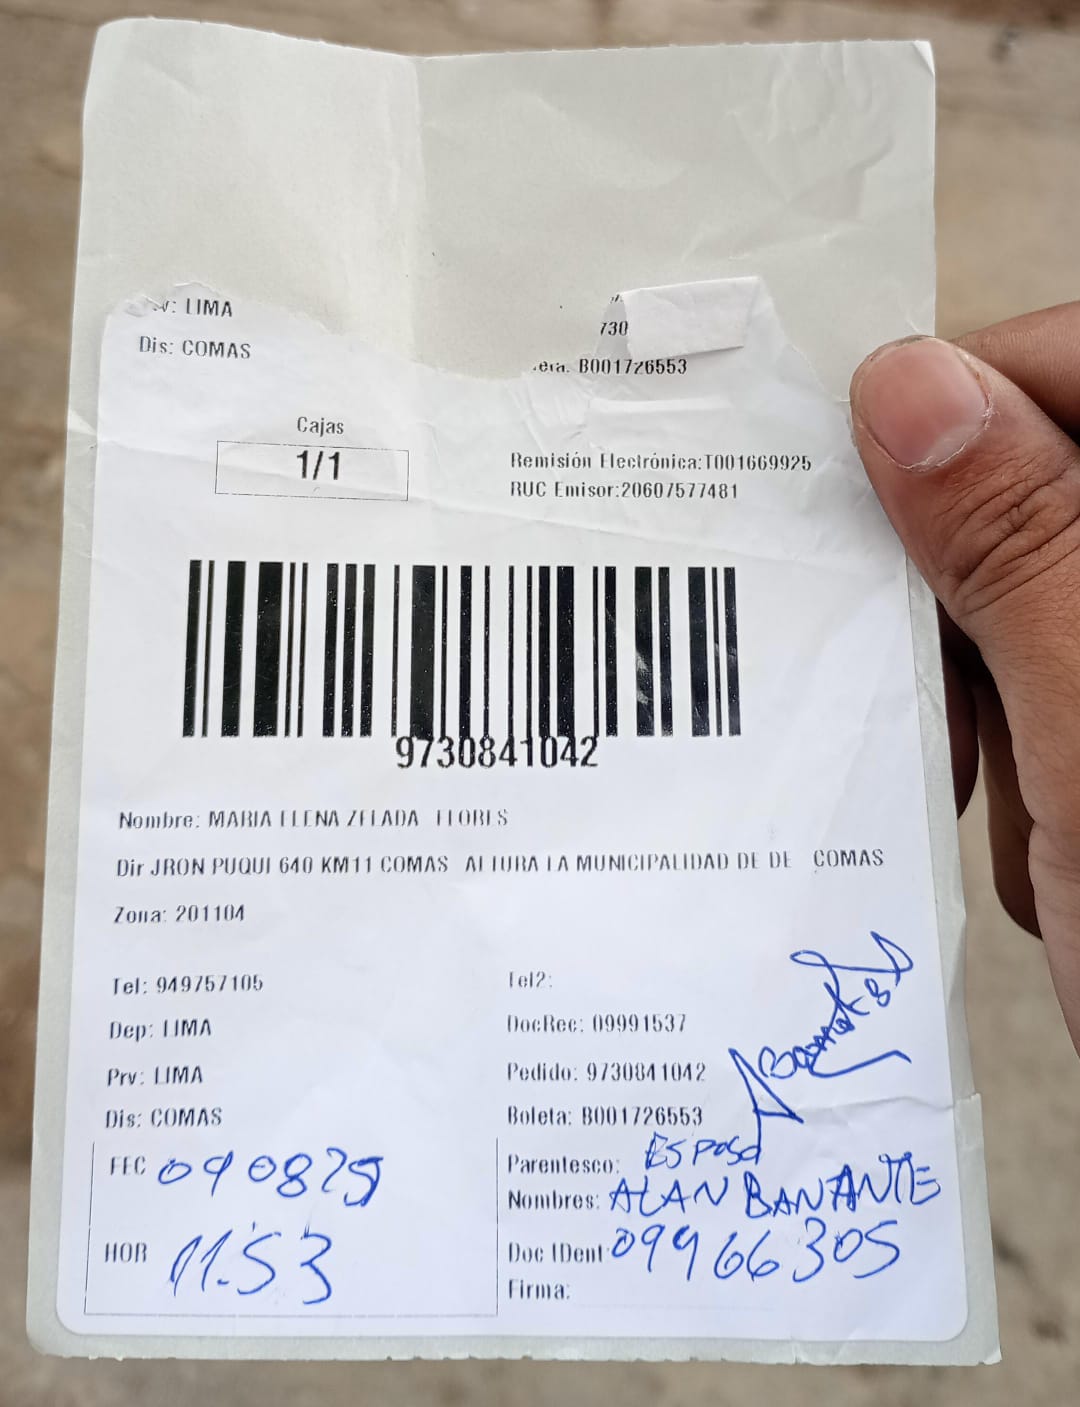 LIMA
Dis: COMAS
730
B001726553
Cajas
1/1
Remisión Electrónica:T001669925
RUC Emisor:20607577481
9730841042
Nombre: MARIA ELENA ZELADA FLORES
Dir JRON PUQUI 640 KM11 COMAS ALTURA LA MUNICIPALIDAD DE DE COMAS
Zona: 201104
Tel: 949757105
Tel2:
Dep: LIMA
DocRec: 09991537
Prv: LIMA
Pedido: 9730841042
Dis: COMAS
Boleta: B001726553
FEC 090825
Parentesco: ESPOSO
Nombres: ALAN BANANTE
HOR 11.53
Doc IDent 09966305
Firma: